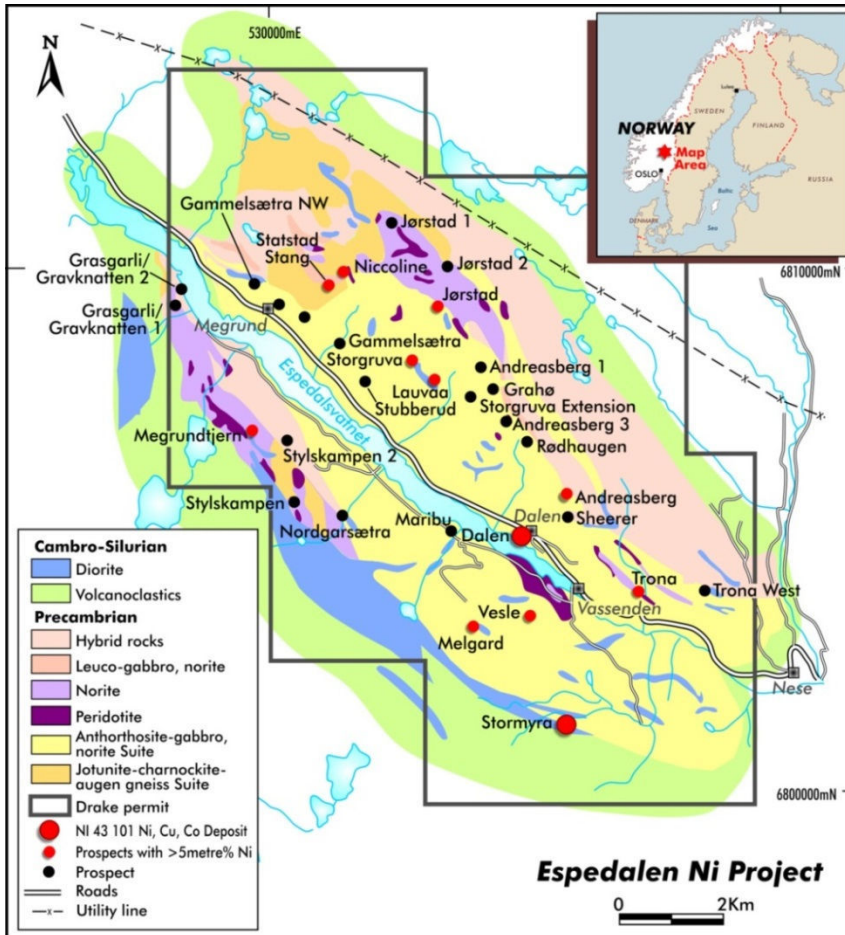 530000mE
N
NORWAY
SWEDEN
FINLAND
Lulea
Map
Area
OSLO
RUSSIA
Baltic
Sea
DENMARK
Gammelsætra NW
Statstad
Stang
Jørstad 1
Grasgarli/
Gravknatten 2
Niccoline
Jørstad 2
6810000mN
Grasgarli/
Gravknatten 1
Megrund
Jørstad
Gammelsætra
Storgruva
Espedalsvatnet
Andreasberg 1
Lauvaa
Stubberud
Grahø
Storgruva Extension
Andreasberg 3
Megrundtjern
Stylskampen 2
Rødhaugen
Stylskampen
Andreasberg
Nordgarsætra
Maribu
Dalen
Dalen
Sheerer
Trona
Trona West
Vesle
Vassenden
Melgard
Nese
Stormyra
6800000mN
Cambro-Silurian
Diorite
Volcanoclastics
Precambrian
Hybrid rocks
Leuco-gabbro, norite
Norite
Peridotite
Anthorthosite-gabbro,
norite Suite
Jotunite-charnockite-
augen gneiss Suite
Drake permit
NI 43 101 Ni, Cu, Co Deposit
Prospects with >5metre% Ni
Prospect
Roads
Utility line
Espedalen Ni Project
0 2Km